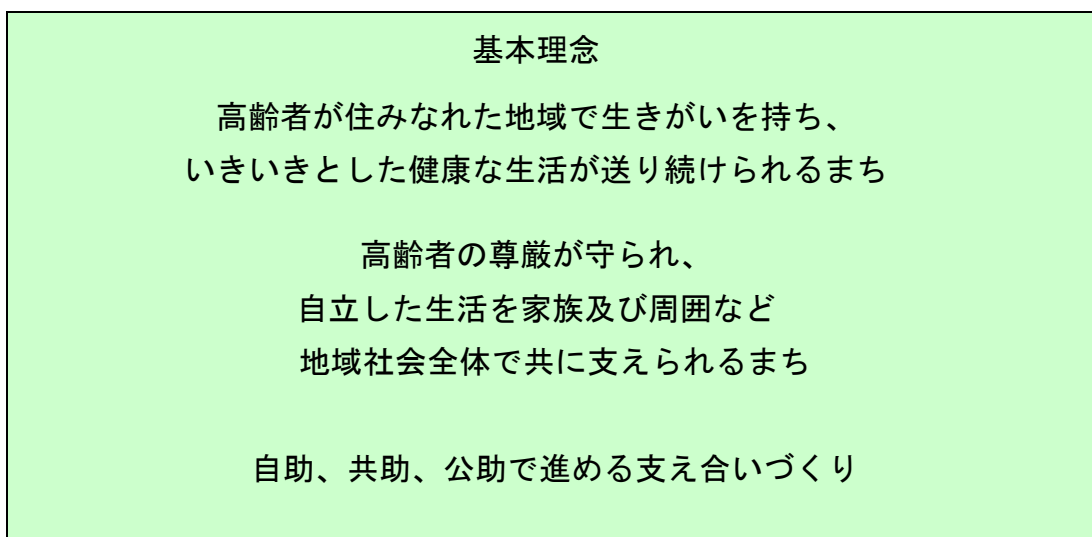 基本理念
高齢者が住みなれた地域で生きがいを持ち、
いきいきとした健康な生活が送り続けられるまち
高齢者の尊厳が守られ、
自立した生活を家族及び周囲など
地域社会全体で共に支えられるまち
自助、共助、公助で進める支え合いづくり